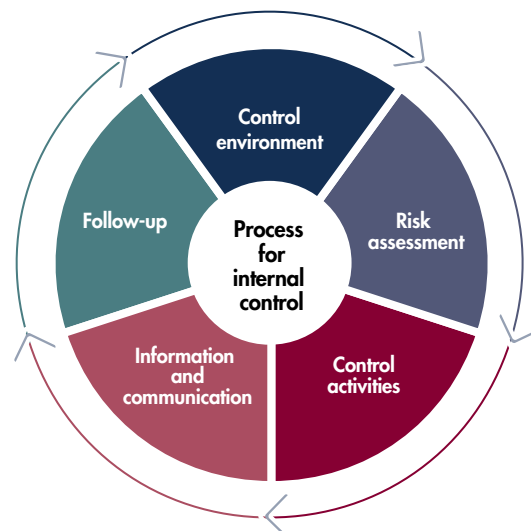 Control
environment
Risk
assessment
Control
activities
Information
and
communication
Follow-up
Process
for
internal
control